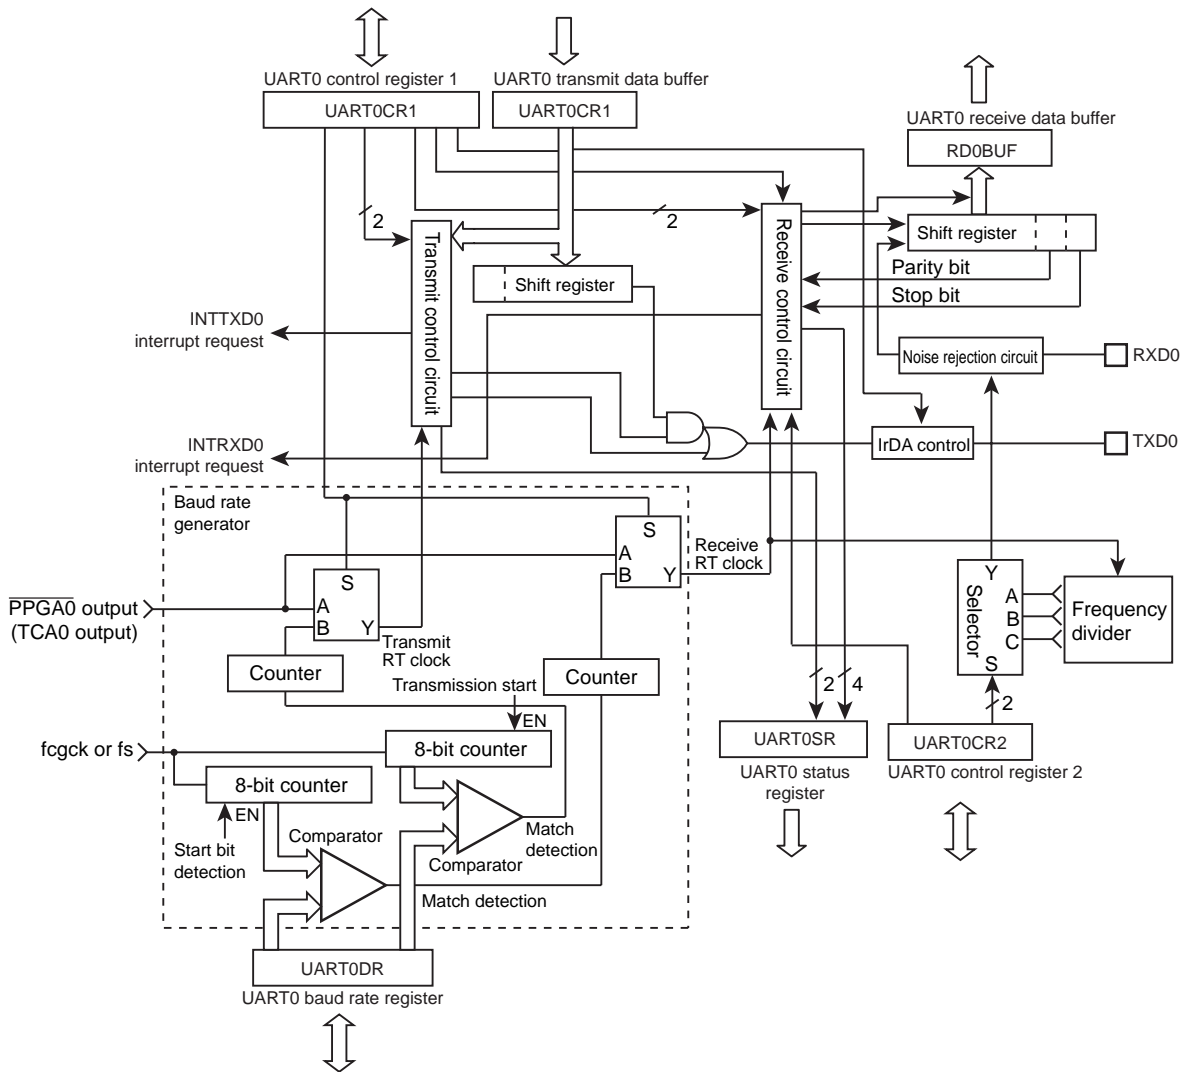 UART0 control register 1
UART0CR1
UART0 transmit data buffer
UART0CR1
UART0 receive data buffer
RD0BUF
2
2
Transmit control circuit
Receive control circuit
Shift register
Shift register
Parity bit
Stop bit
INTTXD0
interrupt request
Noise rejection circuit
RXD0
INTRXD0
interrupt request
IrDA control
TXD0
Baud rate
generator
S
A
B
Y
Receive
RT clock
S
A
B
Y
Transmit
RT clock
PPGA0 output
(TCA0 output)
Y
A
B
C
S
Selector
Frequency
divider
Counter
Counter
Transmission start
EN
2
4
2
fcgck or fs
8-bit counter
UART0SR
UART0 status
register
UART0CR2
UART0 control register 2
8-bit counter
EN
Start bit
detection
Comparator
Comparator
Match
detection
Match detection
UART0DR
UART0 baud rate register